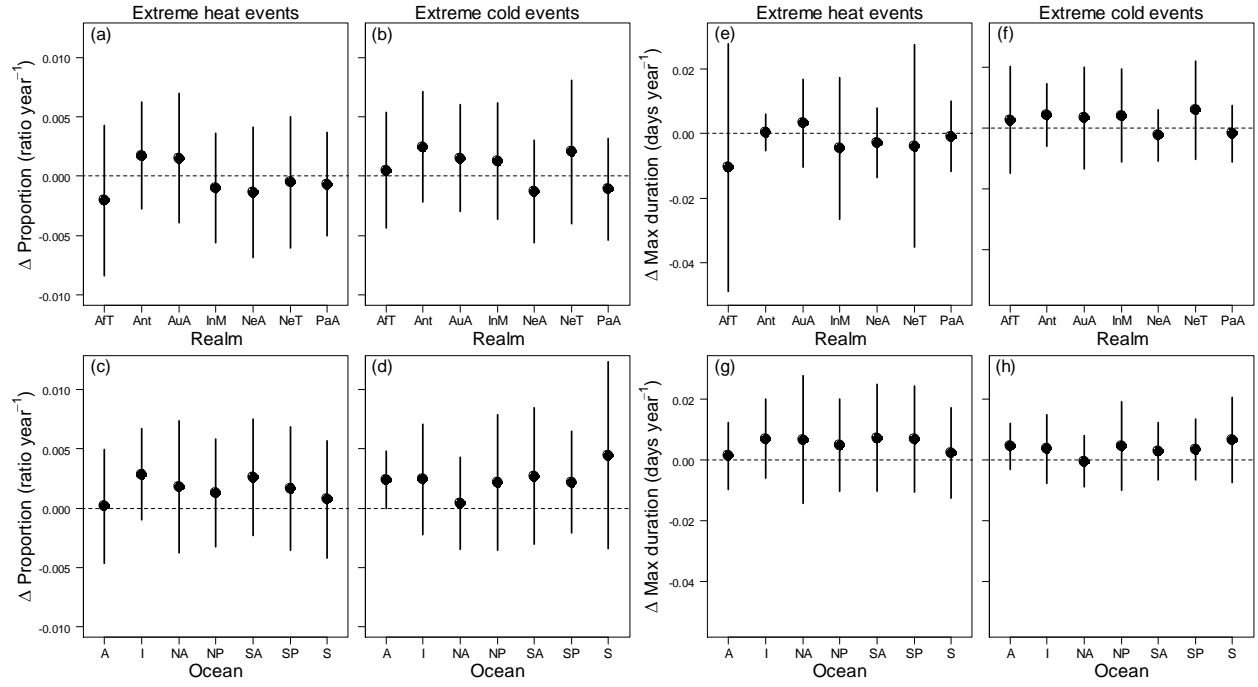 Extreme heat events
Extreme cold events
(a)
(b)
Δ Proportion (ratio year⁻¹)
0.010
0.005
0.000
-0.005
-0.010
AfT Ant AuA InM NeA NeT PaA
AfT Ant AuA InM NeA NeT PaA
Realm
Realm
(c)
(d)
Δ Proportion (ratio year⁻¹)
0.010
0.005
0.000
-0.005
-0.010
A I NA NP SA SP S
A I NA NP SA SP S
Ocean
Ocean
Extreme heat events
Extreme cold events
(e)
(f)
Δ Max duration (days year⁻¹)
0.02
0.00
-0.02
-0.04
AfT Ant AuA InM NeA NeT PaA
AfT Ant AuA InM NeA NeT PaA
Realm
Realm
(g)
(h)
Δ Max duration (days year⁻¹)
0.02
0.00
-0.02
-0.04
A I NA NP SA SP S
A I NA NP SA SP S
Ocean
Ocean